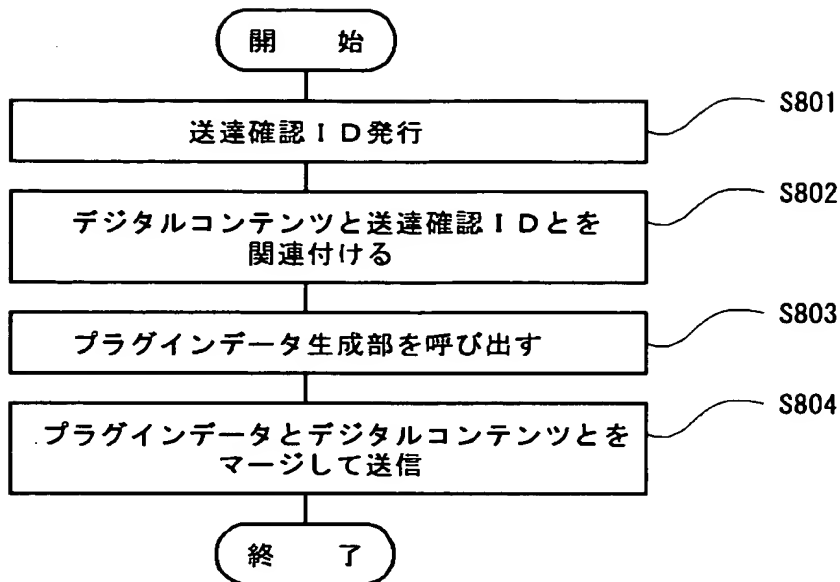 開 始
送達確認ID発行
S801
デジタルコンテンツと送達確認IDとを
関連付ける
S802
プラグインデータ生成部を呼び出す
S803
プラグインデータとデジタルコンテンツとを
マージして送信
S804
終 了